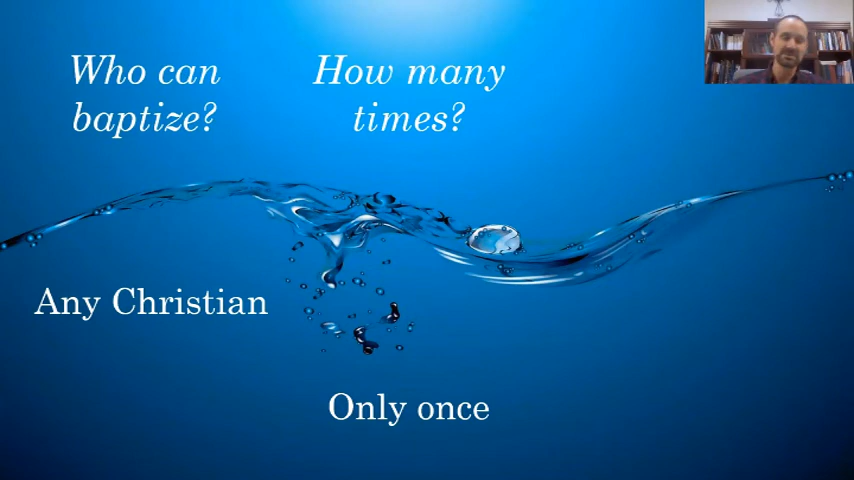 Who can
baptize?
How many
times?
Any Christian
Only once